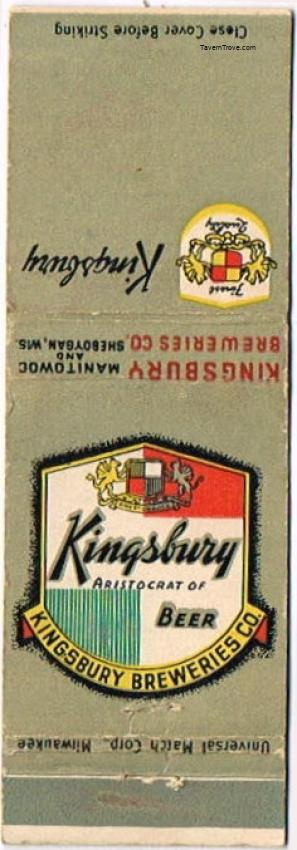 Close Cover Before Striking
TavernTrove.com
Finest
Quality
Kingsbury
KINGSBURY
BREWERIES CO.
MANITOWOC
AND
SHEBOYGAN, WIS.
Kingsbury
ARISTOCRAT OF
BEER
KINGSBURY BREWERIES CO.
Universal Match Corp., Milwaukee